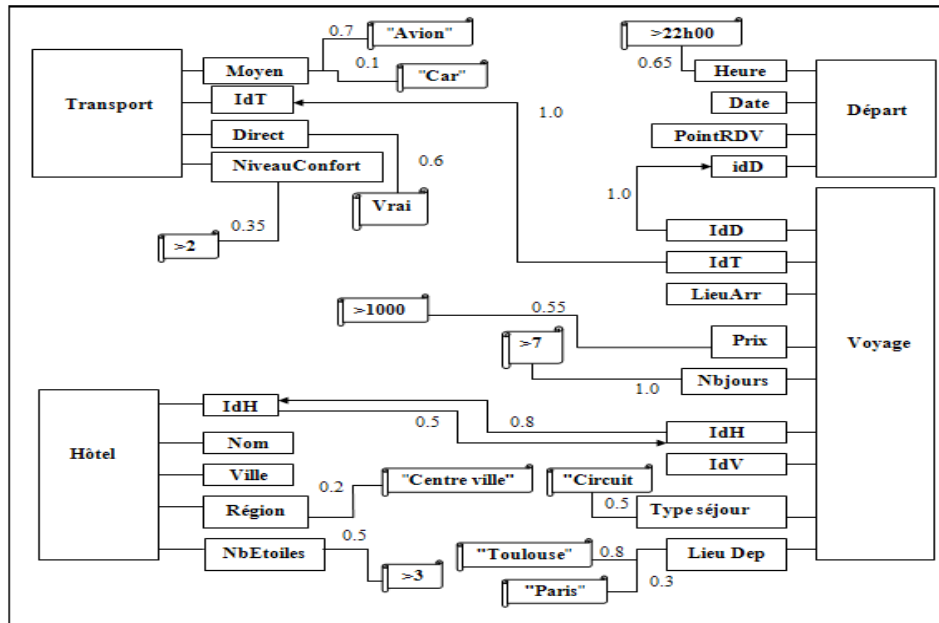 0.7
"Avion"
>22h00
Moyen
0.1
"Car"
0.65
Heure
Transport
IdT
1.0
Date
Départ
Direct
PointRDV
NiveauConfort
0.6
idD
Vrai
1.0
0.35
>2
IdD
IdT
LieuArr
>1000
0.55
>7
Prix
Voyage
Nbjours
1.0
IdH
0.5
0.8
IdH
Hôtel
Nom
Ville
IdV
0.2
"Centre ville"
"Circuit
Région
0.5
Type séjour
NbEtoiles
0.5
"Toulouse"
0.8
Lieu Dep
>3
"Paris"
0.3